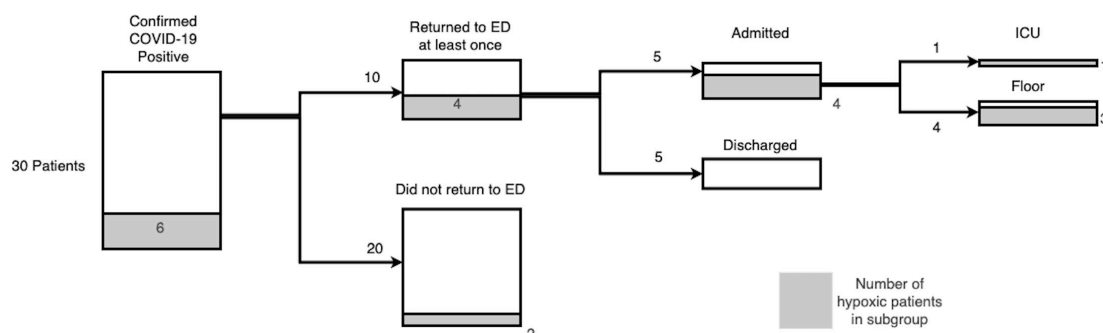 Confirmed
COVID-19
Positive
30 Patients
6
10
20
Returned to ED
at least once
4
Did not return to ED
5
5
Admitted
4
Discharged
1
4
ICU
Floor
Number of
hypoxic patients
in subgroup